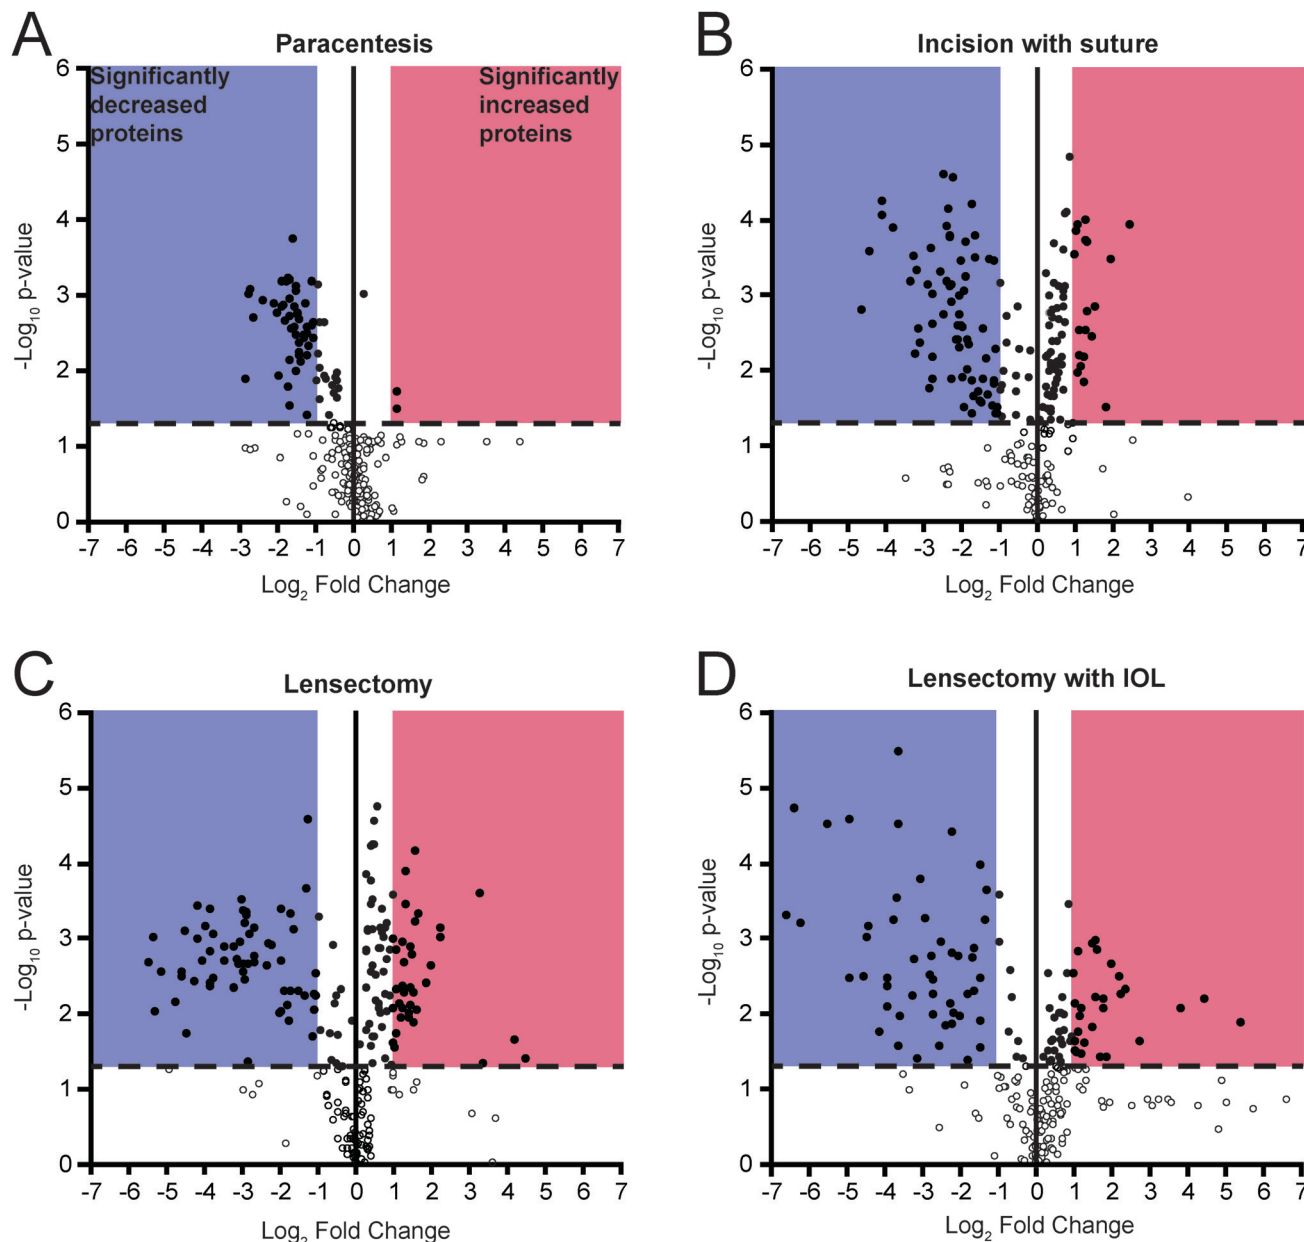 A
Paracentesis
Significantly
decreased
proteins
Significantly
increased
proteins
6
5
4
3
2
1
0
-Log10 p-value
-7 -6 -5 -4 -3 -2 -1 0 1 2 3 4 5 6 7
Log2 Fold Change
B
Incision with suture
6
5
4
3
2
1
0
-Log10 p-value
-7 -6 -5 -4 -3 -2 -1 0 1 2 3 4 5 6 7
Log2 Fold Change
C
Lensectomy
6
5
4
3
2
1
0
-Log10 p-value
-7 -6 -5 -4 -3 -2 -1 0 1 2 3 4 5 6 7
Log2 Fold Change
D
Lensectomy with IOL
6
5
4
3
2
1
0
-Log10 p-value
-7 -6 -5 -4 -3 -2 -1 0 1 2 3 4 5 6 7
Log2 Fold Change